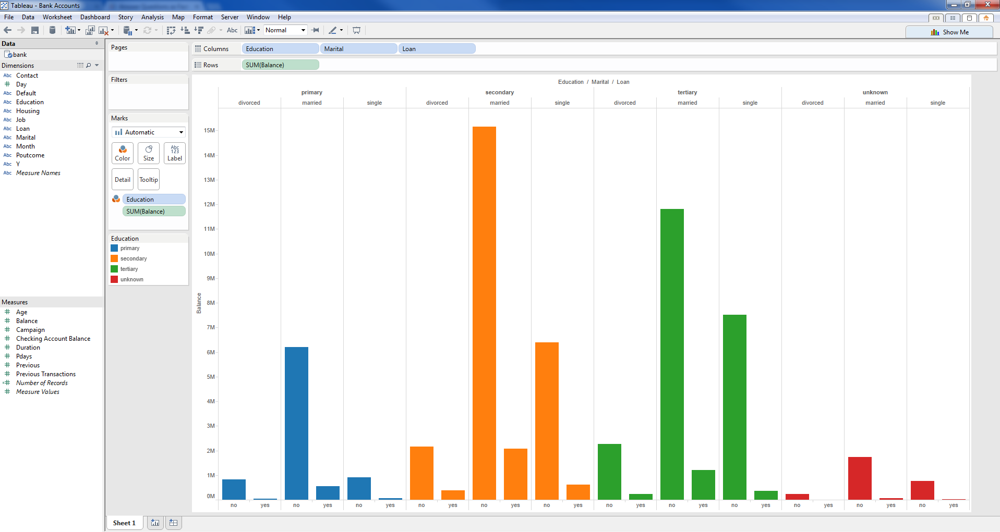 Tableau - Bank Accounts
File Data Worksheet Dashboard Story Analysis Map Format Server Window Help
Abc Normal Show Me
Data
bank
Dimensions
Abc Contact
Day
Abc Default
Abc Education
Abc Housing
Abc Job
Abc Loan
Abc Marital
Abc Month
Abc Poutcome
Abc Y
Abc Measure Names
Measures
Age
Balance
Campaign
Checking Account Balance
Duration
Pdays
Previous
Previous Transactions
Number of Records
Measure Values
Pages
Filters
Marks
Automatic
Color Size Abc 123 Label
Detail Tooltip
Education
SUM(Balance)
Education
primary
secondary
tertiary
unknown
Columns Education Marital Loan
Rows SUM(Balance)
Education / Marital / Loan
primary secondary tertiary unknown
divorced married single divorced married single divorced married single divorced married single
15M
14M
13M
12M
11M
10M
9M
8M
7M
6M
5M
4M
3M
2M
1M
0M
Balance
no yes no yes no yes no yes no yes no yes no yes no yes no yes no yes no yes no yes
Sheet 1